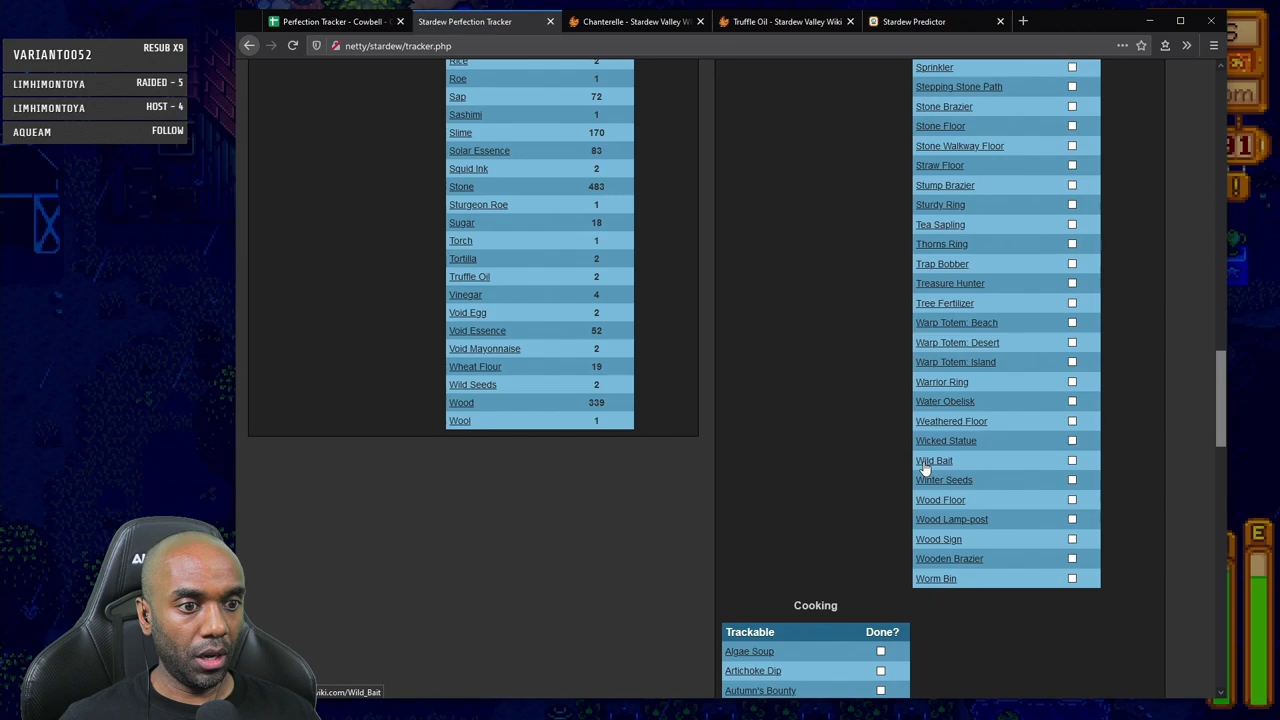 VARIANT0052 RESUB X9
LIMHIMONTOYA RAIDED - 5
LIMHIMONTOYA HOST - 4
AQUEAM FOLLOW
Perfection Tracker - Cowbell -
Stardew Perfection Tracker
Chanterelle - Stardew Valley Wi
Truffle Oil - Stardew Valley Wiki
Stardew Predictor
netty/stardew/tracker.php
Rice 2
Roe 1
Sap 72
Sashimi 1
Slime 170
Solar Essence 83
Squid Ink 2
Stone 483
Sturgeon Roe 1
Sugar 18
Torch 1
Tortilla 2
Truffle Oil 2
Vinegar 4
Void Egg 2
Void Essence 52
Void Mayonnaise 2
Wheat Flour 19
Wild Seeds 2
Wood 339
Wool 1
Sprinkler
Stepping Stone Path
Stone Brazier
Stone Floor
Stone Walkway Floor
Straw Floor
Stump Brazier
Sturdy Ring
Tea Sapling
Thorns Ring
Trap Bobber
Treasure Hunter
Tree Fertilizer
Warp Totem: Beach
Warp Totem: Desert
Warp Totem: Island
Warrior Ring
Water Obelisk
Weathered Floor
Wicked Statue
Wild Bait
Winter Seeds
Wood Floor
Wood Lamp-post
Wood Sign
Wooden Brazier
Worm Bin
Cooking
Trackable Done?
Algae Soup
Artichoke Dip
Autumn's Bounty
wiki.com/Wild_Bait
E